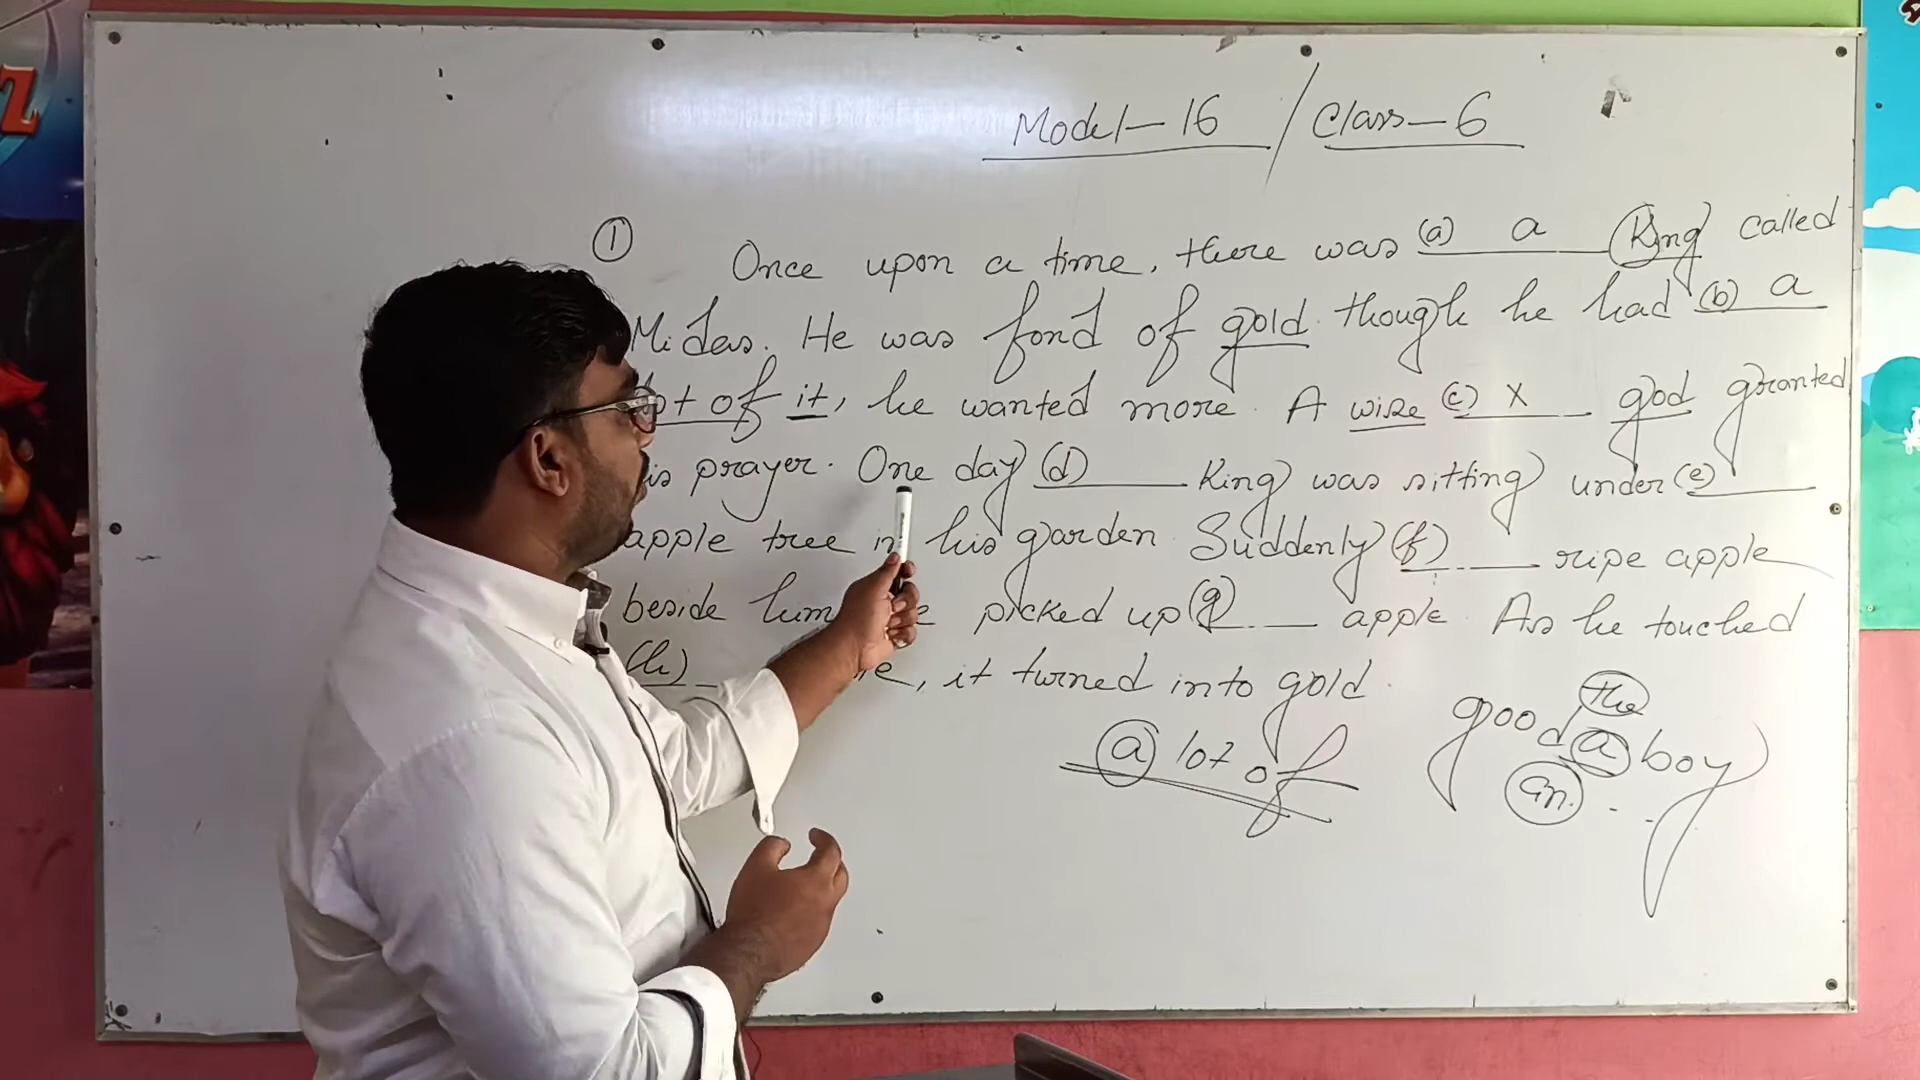 Model-16 / Class-6
① Once upon a time, there was (a) a King called
Midas. He was fond of gold. though he had (b) a
lot of it, he wanted more. A wise (c) X god granted
is prayer. One day (d) ____ King was sitting under (e) ____
apple tree in his garden. Suddenly (f) ____ ripe apple
beside him picked up (g) ____ apple. As he touched
(h) ____, it turned into gold.
a lot of
good the a an boy